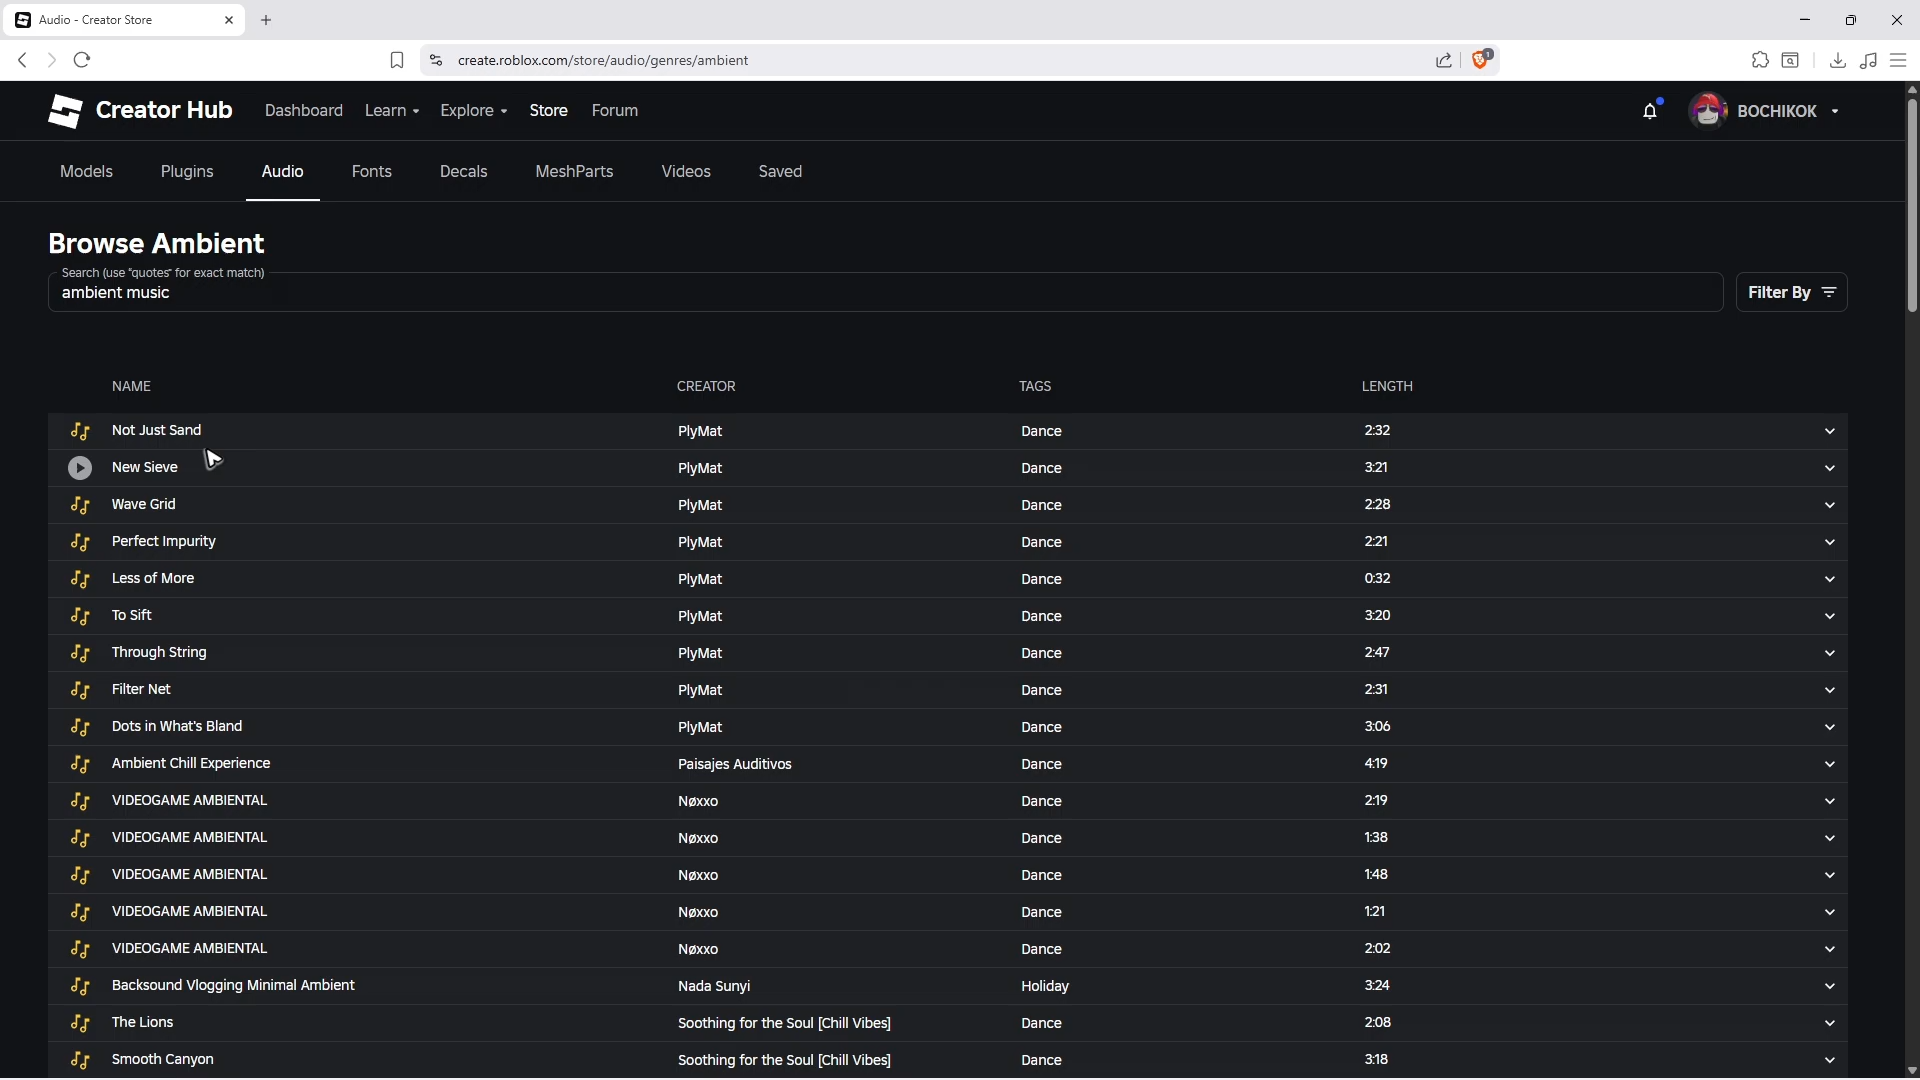 Audio - Creator Store
create.roblox.com/store/audio/genres/ambient
1
Creator Hub Dashboard Learn Explore Store Forum BOCHIKOK
Models Plugins Audio Fonts Decals MeshParts Videos Saved
Browse Ambient
Search (use "quotes" for exact match)
ambient music
Filter By
NAME CREATOR TAGS LENGTH
Not Just Sand PlyMat Dance 2:32
New Sieve PlyMat Dance 3:21
Wave Grid PlyMat Dance 2:28
Perfect Impurity PlyMat Dance 2:21
Less of More PlyMat Dance 0:32
To Sift PlyMat Dance 3:20
Through String PlyMat Dance 2:47
Filter Net PlyMat Dance 2:31
Dots in What's Bland PlyMat Dance 3:06
Ambient Chill Experience Paisajes Auditivos Dance 4:19
VIDEOGAME AMBIENTAL Nøxxo Dance 2:19
VIDEOGAME AMBIENTAL Nøxxo Dance 1:38
VIDEOGAME AMBIENTAL Nøxxo Dance 1:48
VIDEOGAME AMBIENTAL Nøxxo Dance 1:21
VIDEOGAME AMBIENTAL Nøxxo Dance 2:02
Backsound Vlogging Minimal Ambient Nada Sunyi Holiday 3:24
The Lions Soothing for the Soul [Chill Vibes] Dance 2:08
Smooth Canyon Soothing for the Soul [Chill Vibes] Dance 3:18